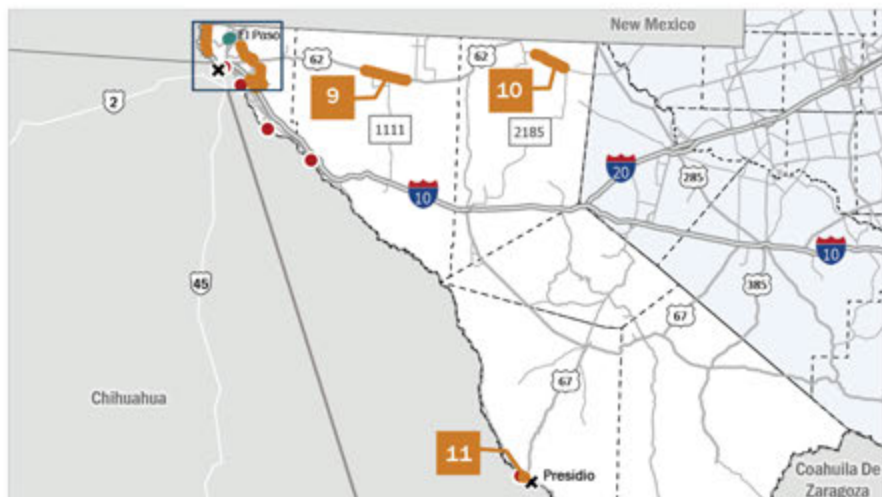 New Mexico
El Paso
62
62
9
10
2
1111
2185
20
285
10
10
45
385
67
67
Chihuahua
11
Presidio
Coahuila De
Zaragoza